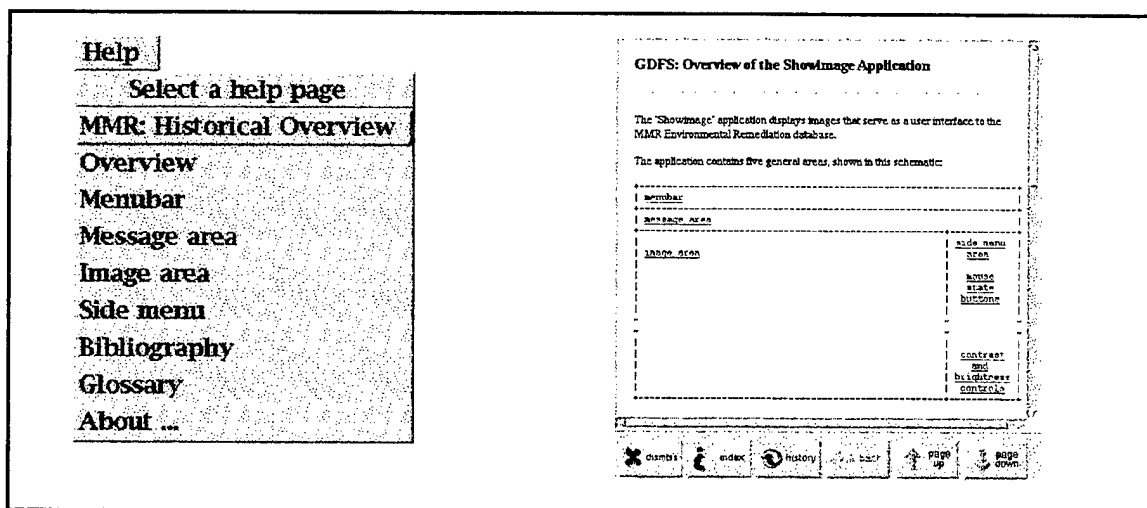 Help
Select a help page
MMR: Historical Overview
Overview
Menubar
Message area
Image area
Side menu
Bibliography
Glossary
About ...
GDFS: Overview of the ShowImage Application
The "ShowImage" application displays images that serve as a user interface to the
MMR Environmental Remediation database.
The application contains five general areas, shown in this schematic:
menubar
message area
image area
side menu
area
mouse
state
buttons
contrast
and
brightness
controls
dismiss
index
history
back
page
up
page
down